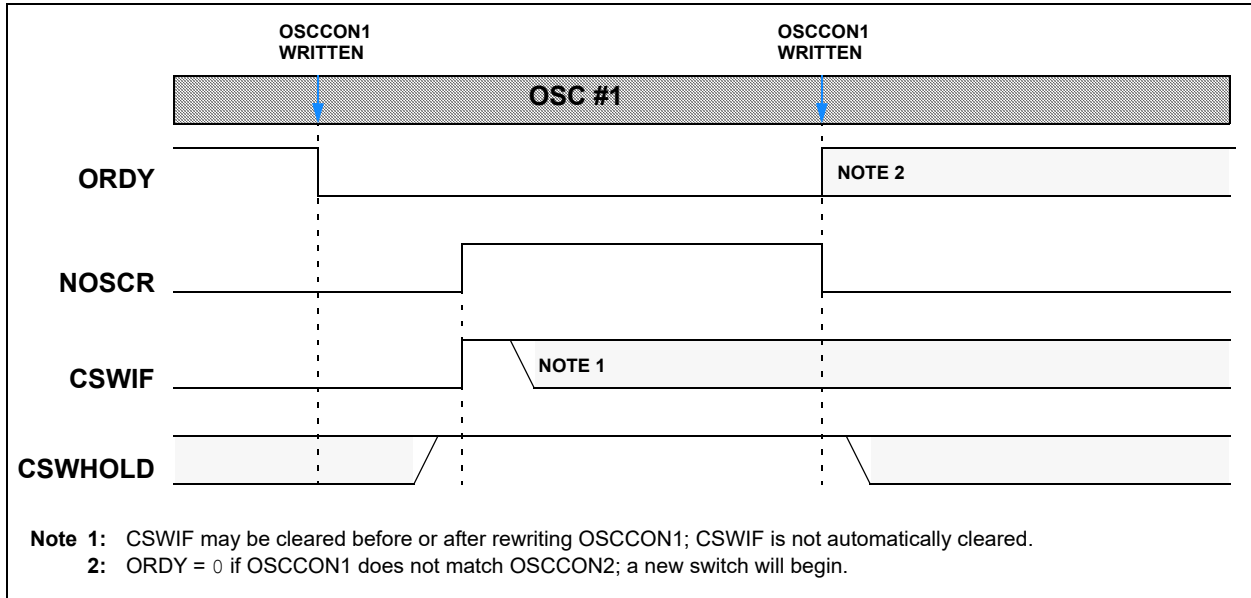 OSCCON1
WRITTEN
OSCCON1
WRITTEN
OSC #1
ORDY
NOTE 2
NOSCR
CSWIF
NOTE 1
CSWHOLD
Note 1: CSWIF may be cleared before or after rewriting OSCCON1; CSWIF is not automatically cleared.
2: ORDY = 0 if OSCCON1 does not match OSCCON2; a new switch will begin.